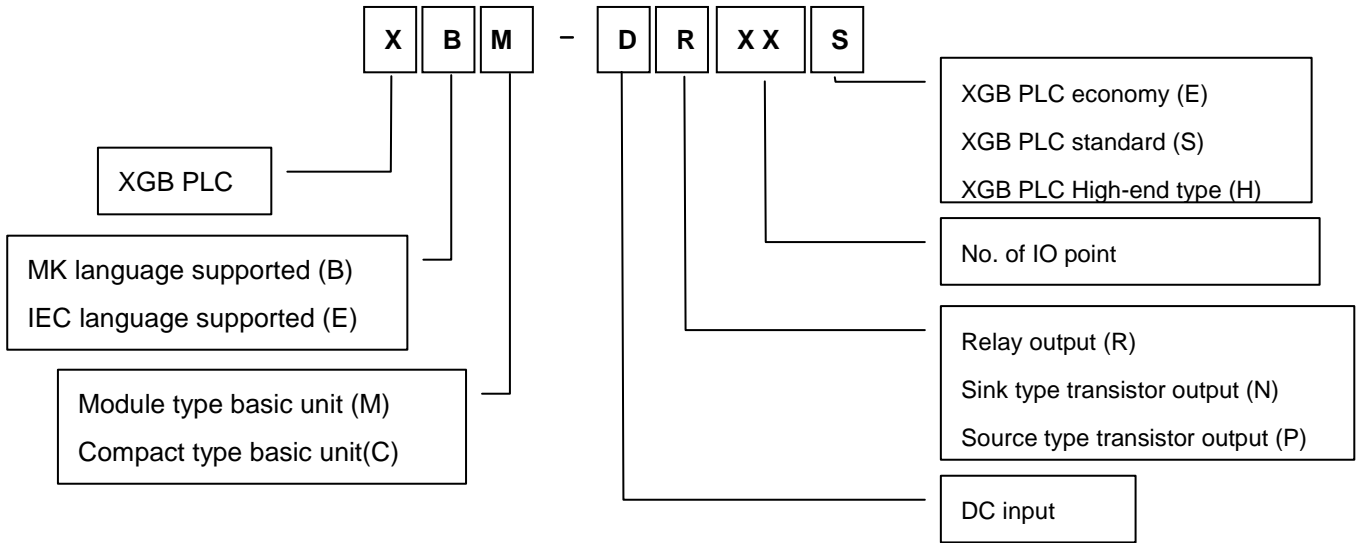 X B M - D R X X S
XGB PLC
MK language supported (B)
IEC language supported (E)
Module type basic unit (M)
Compact type basic unit(C)
XGB PLC economy (E)
XGB PLC standard (S)
XGB PLC High-end type (H)
No. of IO point
Relay output (R)
Sink type transistor output (N)
Source type transistor output (P)
DC input